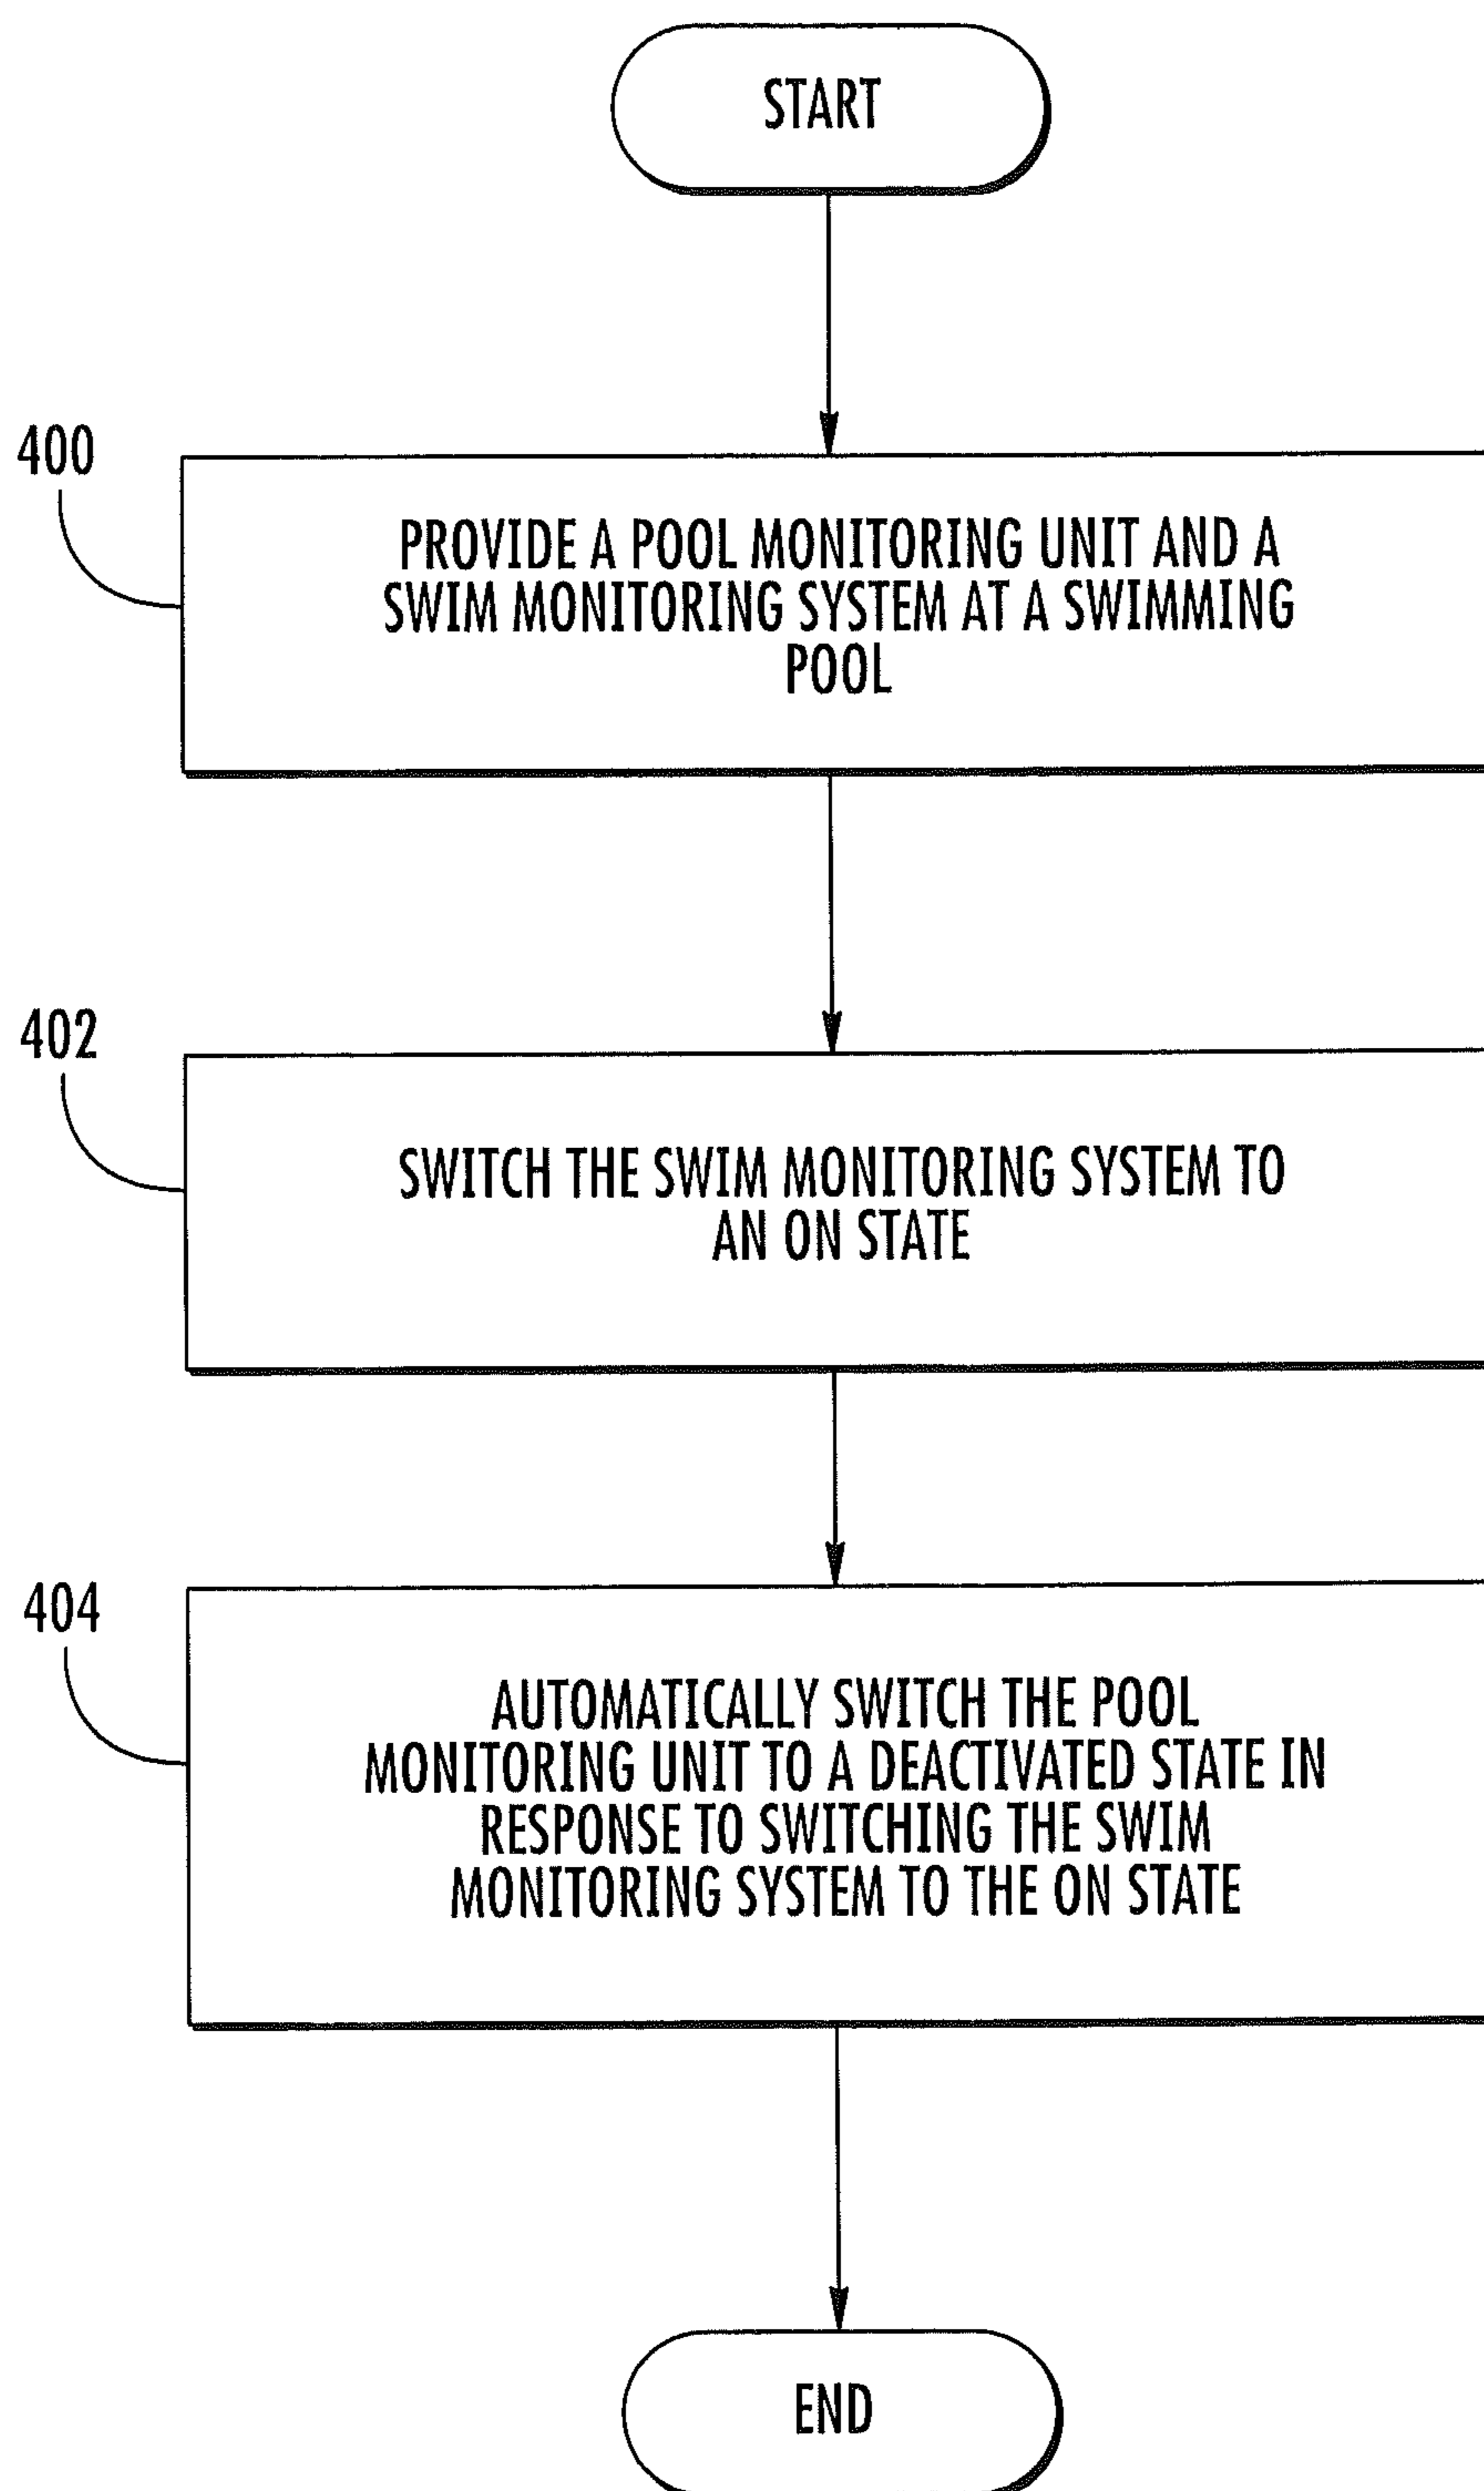 START
400
PROVIDE A POOL MONITORING UNIT AND A
SWIM MONITORING SYSTEM AT A SWIMMING
POOL
402
SWITCH THE SWIM MONITORING SYSTEM TO
AN ON STATE
404
AUTOMATICALLY SWITCH THE POOL
MONITORING UNIT TO A DEACTIVATED STATE IN
RESPONSE TO SWITCHING THE SWIM
MONITORING SYSTEM TO THE ON STATE
END